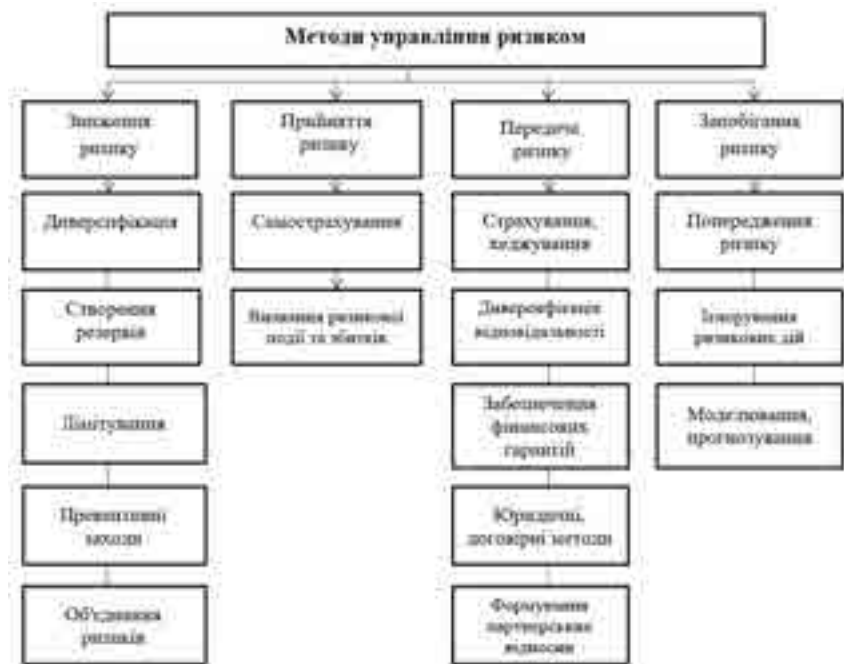 Методи управління ризиком
Зниження
ризику
Прийняття
ризику
Передача
ризику
Запобігання
ризику
Диверсифікація
Самострахування
Страхування,
хеджування
Попередження
ризику
Створення
резервів
ризикової
події та збитків
Диверсифікація
відповідальності
Ігнорування
ризикових дій
Лімітування
Забезпечення
фінансових
гарантій
Моделювання,
прогнозування
Превентивні
заходи
Юридичні,
договірні методи
Об'єднання
ризиків
Формування
партнерських
відносин